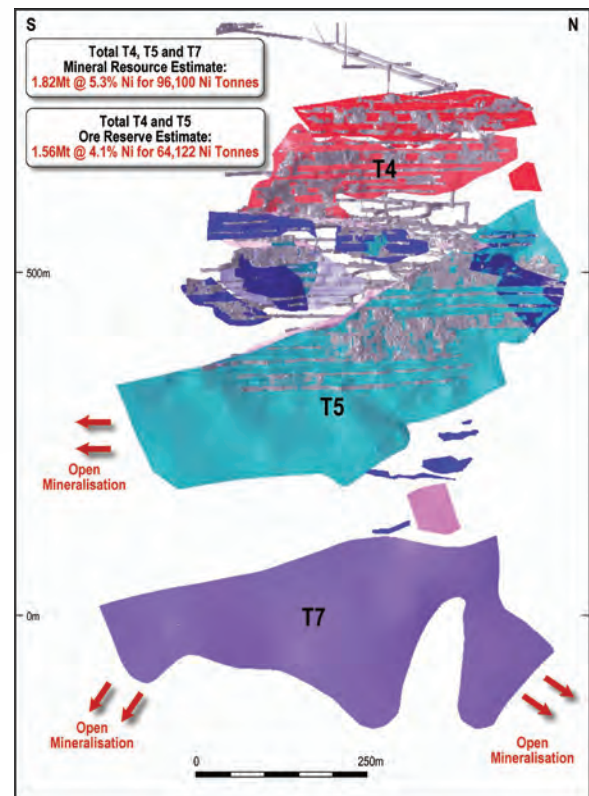 S
N
Total T4, T5 and T7
Mineral Resource Estimate:
1.82Mt @ 5.3% Ni for 96,100 Ni Tonnes
Total T4 and T5
Ore Reserve Estimate:
1.56Mt @ 4.1% Ni for 64,122 Ni Tonnes
T4
500m
T5
Open
Mineralisation
0m
T7
Open
Mineralisation
Open
Mineralisation
0
250m